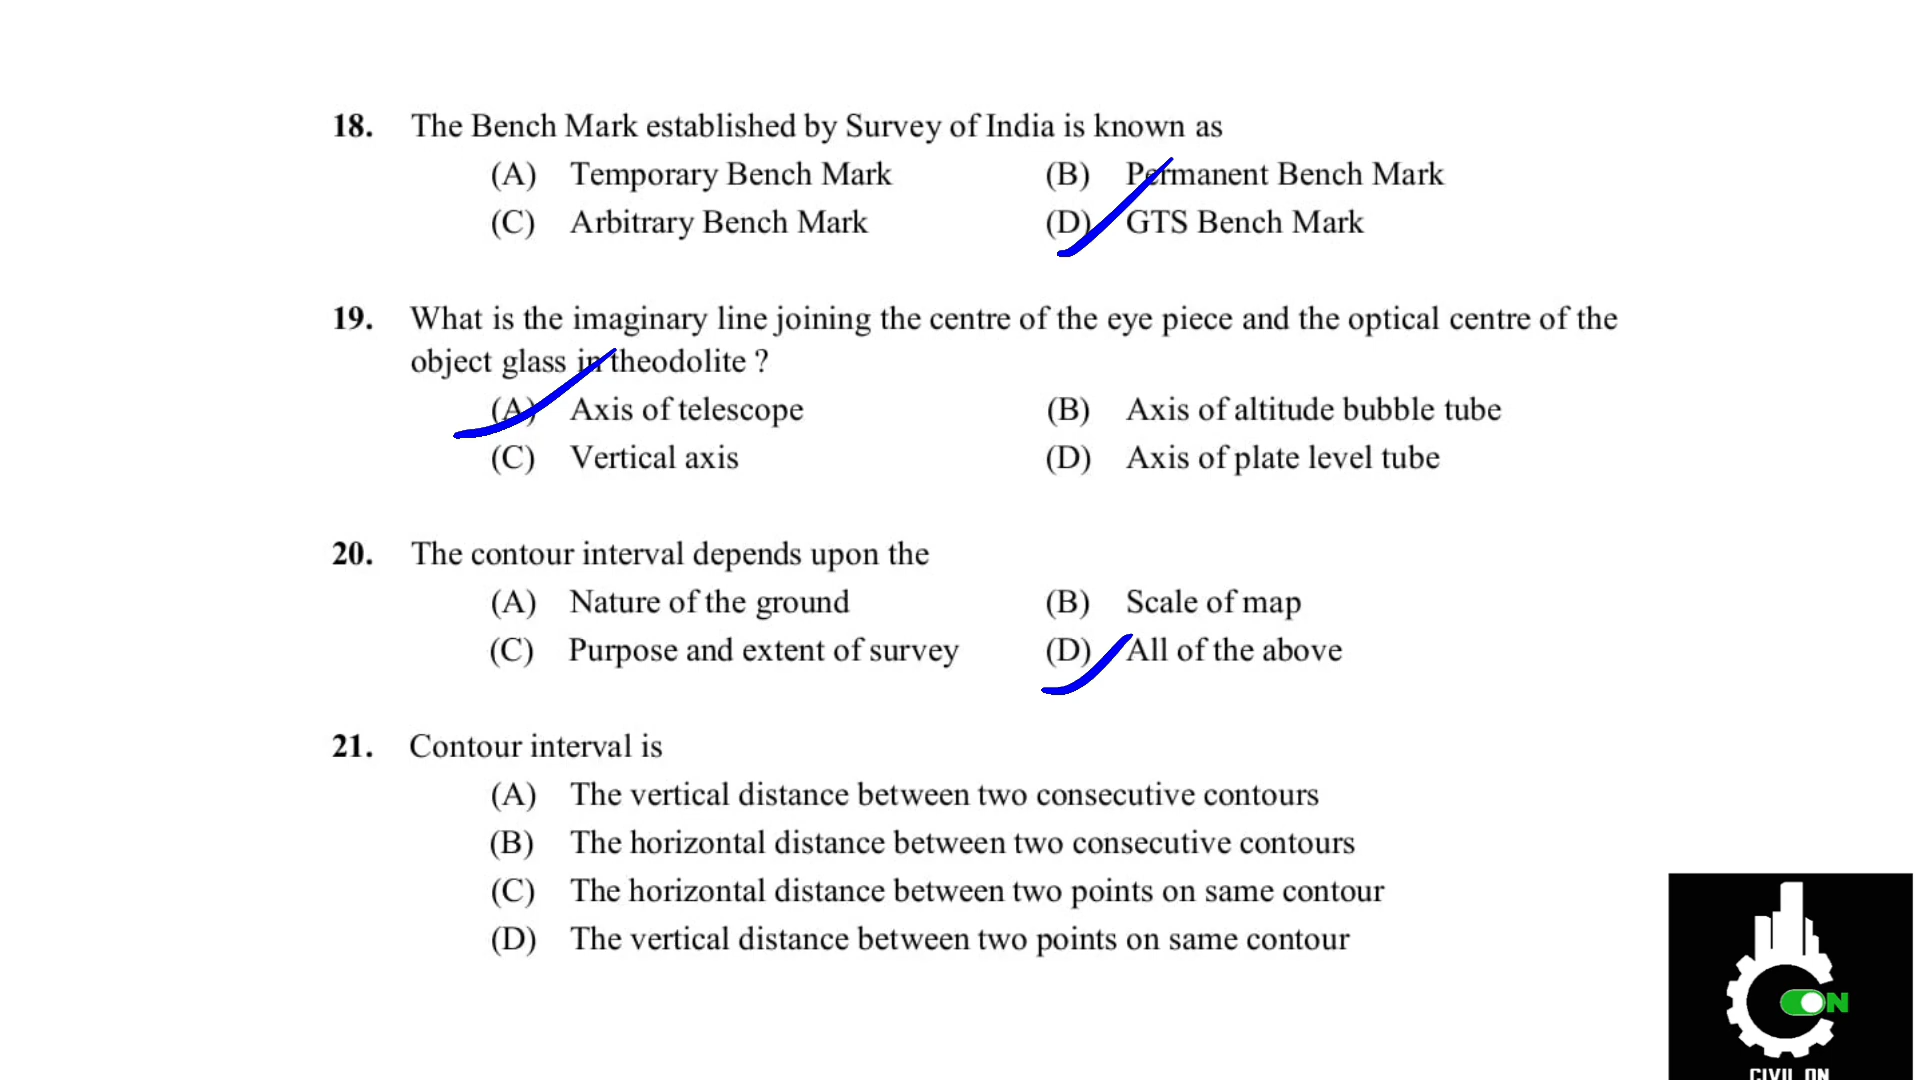 18. The Bench Mark established by Survey of India is known as
(A) Temporary Bench Mark (B) Permanent Bench Mark
(C) Arbitrary Bench Mark (D) GTS Bench Mark
19. What is the imaginary line joining the centre of the eye piece and the optical centre of the
object glass in theodolite ?
(A) Axis of telescope (B) Axis of altitude bubble tube
(C) Vertical axis (D) Axis of plate level tube
20. The contour interval depends upon the
(A) Nature of the ground (B) Scale of map
(C) Purpose and extent of survey (D) All of the above
21. Contour interval is
(A) The vertical distance between two consecutive contours
(B) The horizontal distance between two consecutive contours
(C) The horizontal distance between two points on same contour
(D) The vertical distance between two points on same contour
ON
CIVIL ON